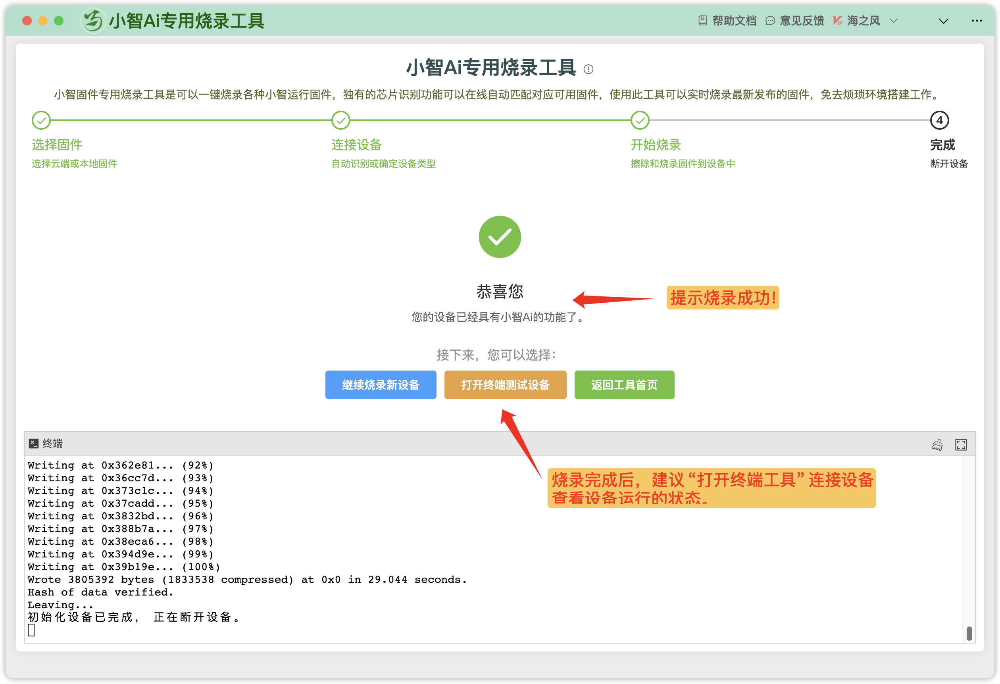 小智Ai专用烧录工具
帮助文档 意见反馈 VIP 海之风
小智Ai专用烧录工具
小智固件专用烧录工具是可以一键烧录各种小智运行固件，独有的芯片识别功能可以在线自动匹配对应可用固件，使用此工具可以实时烧录最新发布的固件，免去烦琐环境搭建工作。
4
选择固件 连接设备 开始烧录 完成
选择云端或本地固件 自动识别或确定设备类型 擦除和烧录固件到设备中 断开设备
恭喜您
提示烧录成功!
您的设备已经具有小智Ai的功能了。
接下来，您可以选择：
继续烧录新设备 打开终端测试设备 返回工具首页
终端
烧录完成后，建议“打开终端工具”连接设备
查看设备运行的状态。
Writing at 0x362e81... (92%)
Writing at 0x36cc7d... (93%)
Writing at 0x373c1c... (94%)
Writing at 0x37cadd... (95%)
Writing at 0x3832bd... (96%)
Writing at 0x388b7a... (97%)
Writing at 0x38eca6... (98%)
Writing at 0x394d9e... (99%)
Writing at 0x39b19e... (100%)
Wrote 3805392 bytes (1833538 compressed) at 0x0 in 29.044 seconds.
Hash of data verified.
Leaving...
初始化设备已完成， 正在断开设备。